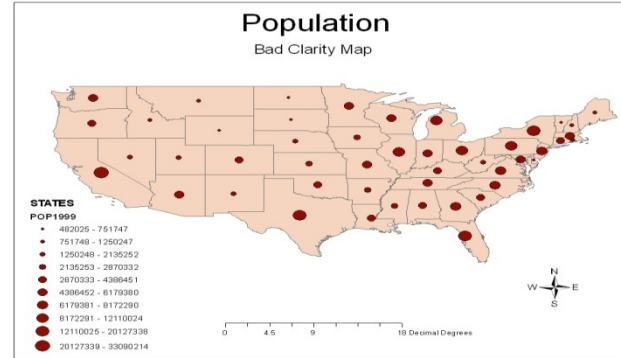 Population
Bad Clarity Map
STATES
POP1999
482025 - 751747
751748 - 1250247
1250248 - 2135252
2135253 - 2870332
2870333 - 4386451
4386452 - 6179380
6179381 - 8172290
8172291 - 12110024
12110025 - 20127338
20127339 - 33090214
N
W E
S
0 4.5 9 18 Decimal Degrees